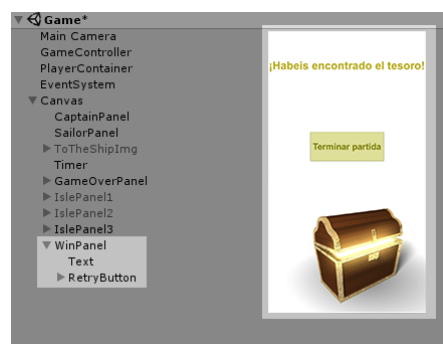 Game*
Main Camera
GameController
PlayerContainer
EventSystem
Canvas
CaptainPanel
SailorPanel
ToTheShipImg
Timer
GameOverPanel
IslePanel1
IslePanel2
IslePanel3
WinPanel
Text
RetryButton
¡Habeis encontrado el tesoro!
Terminar partida